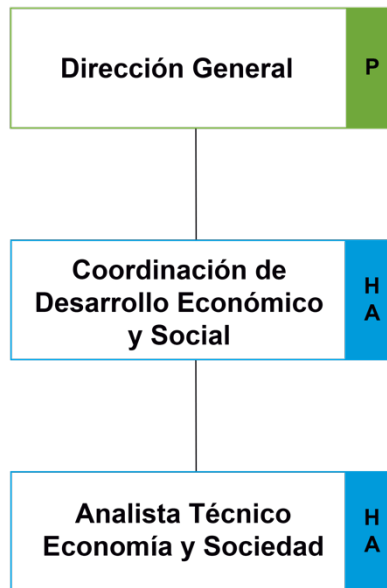 Dirección General
P
Coordinación de
Desarrollo Económico
y Social
H
A
Analista Técnico
Economía y Sociedad
H
A